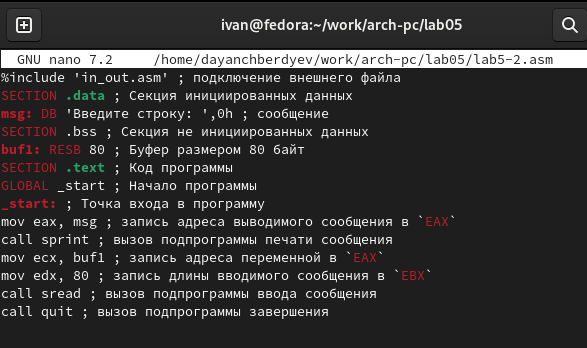 ivan@fedora:~/work/arch-pc/lab05
GNU nano 7.2 /home/dayanchberdyev/work/arch-pc/lab05/lab5-2.asm
%include 'in_out.asm' ; подключение внешнего файла
SECTION .data ; Секция инициированных данных
msg: DB 'Введите строку: ',0h ; сообщение
SECTION .bss ; Секция не инициированных данных
buf1: RESB 80 ; Буфер размером 80 байт
SECTION .text ; Код программы
GLOBAL _start ; Начало программы
_start: ; Точка входа в программу
mov eax, msg ; запись адреса выводимого сообщения в `EAX`
call sprint ; вызов подпрограммы печати сообщения
mov ecx, buf1 ; запись адреса переменной в `EAX`
mov edx, 80 ; запись длины вводимого сообщения в `EBX`
call sread ; вызов подпрограммы ввода сообщения
call quit ; вызов подпрограммы завершения